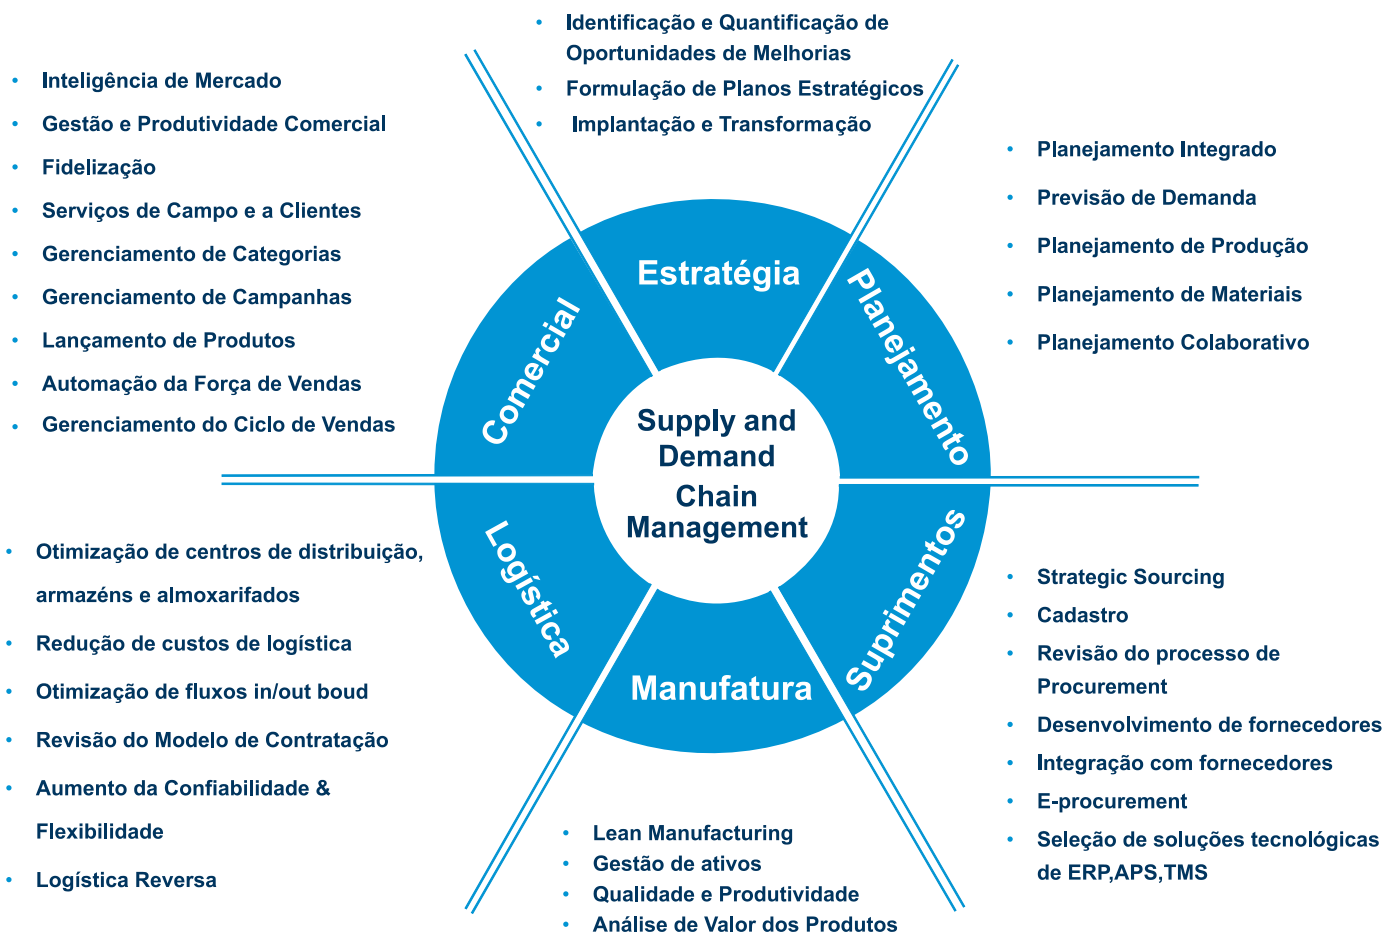 • Identificação e Quantificação de
Oportunidades de Melhorias
• Formulação de Planos Estratégicos
• Implantação e Transformação
• Inteligência de Mercado
• Gestão e Produtividade Comercial
• Fidelização
• Serviços de Campo e a Clientes
• Gerenciamento de Categorias
• Gerenciamento de Campanhas
• Lançamento de Produtos
• Automação da Força de Vendas
• Gerenciamento do Ciclo de Vendas
• Planejamento Integrado
• Previsão de Demanda
• Planejamento de Produção
• Planejamento de Materiais
• Planejamento Colaborativo
Estratégia
Comercial
Planejamento
Supply and
Demand
Chain
Management
Logística
Suprimentos
Manufatura
• Otimização de centros de distribuição,
armazéns e almoxarifados
• Redução de custos de logística
• Otimização de fluxos in/out boud
• Revisão do Modelo de Contratação
• Aumento da Confiabilidade &
Flexibilidade
• Logística Reversa
• Strategic Sourcing
• Cadastro
• Revisão do processo de
Procurement
• Desenvolvimento de fornecedores
• Integração com fornecedores
• E-procurement
• Seleção de soluções tecnológicas
de ERP,APS,TMS
• Lean Manufacturing
• Gestão de ativos
• Qualidade e Produtividade
• Análise de Valor dos Produtos